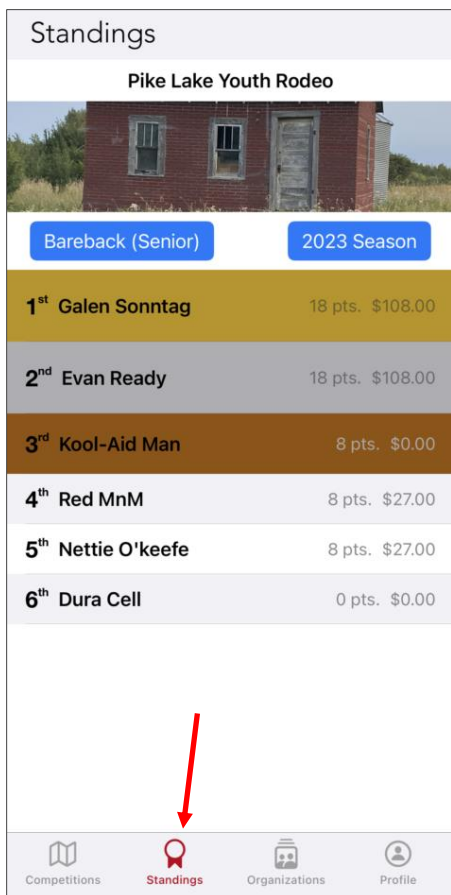 Standings
Pike Lake Youth Rodeo
Bareback (Senior) 2023 Season
1st Galen Sonntag 18 pts. $108.00
2nd Evan Ready 18 pts. $108.00
3rd Kool-Aid Man 8 pts. $0.00
4th Red MnM 8 pts. $27.00
5th Nettie O'keefe 8 pts. $27.00
6th Dura Cell 0 pts. $0.00
Competitions Standings Organizations Profile